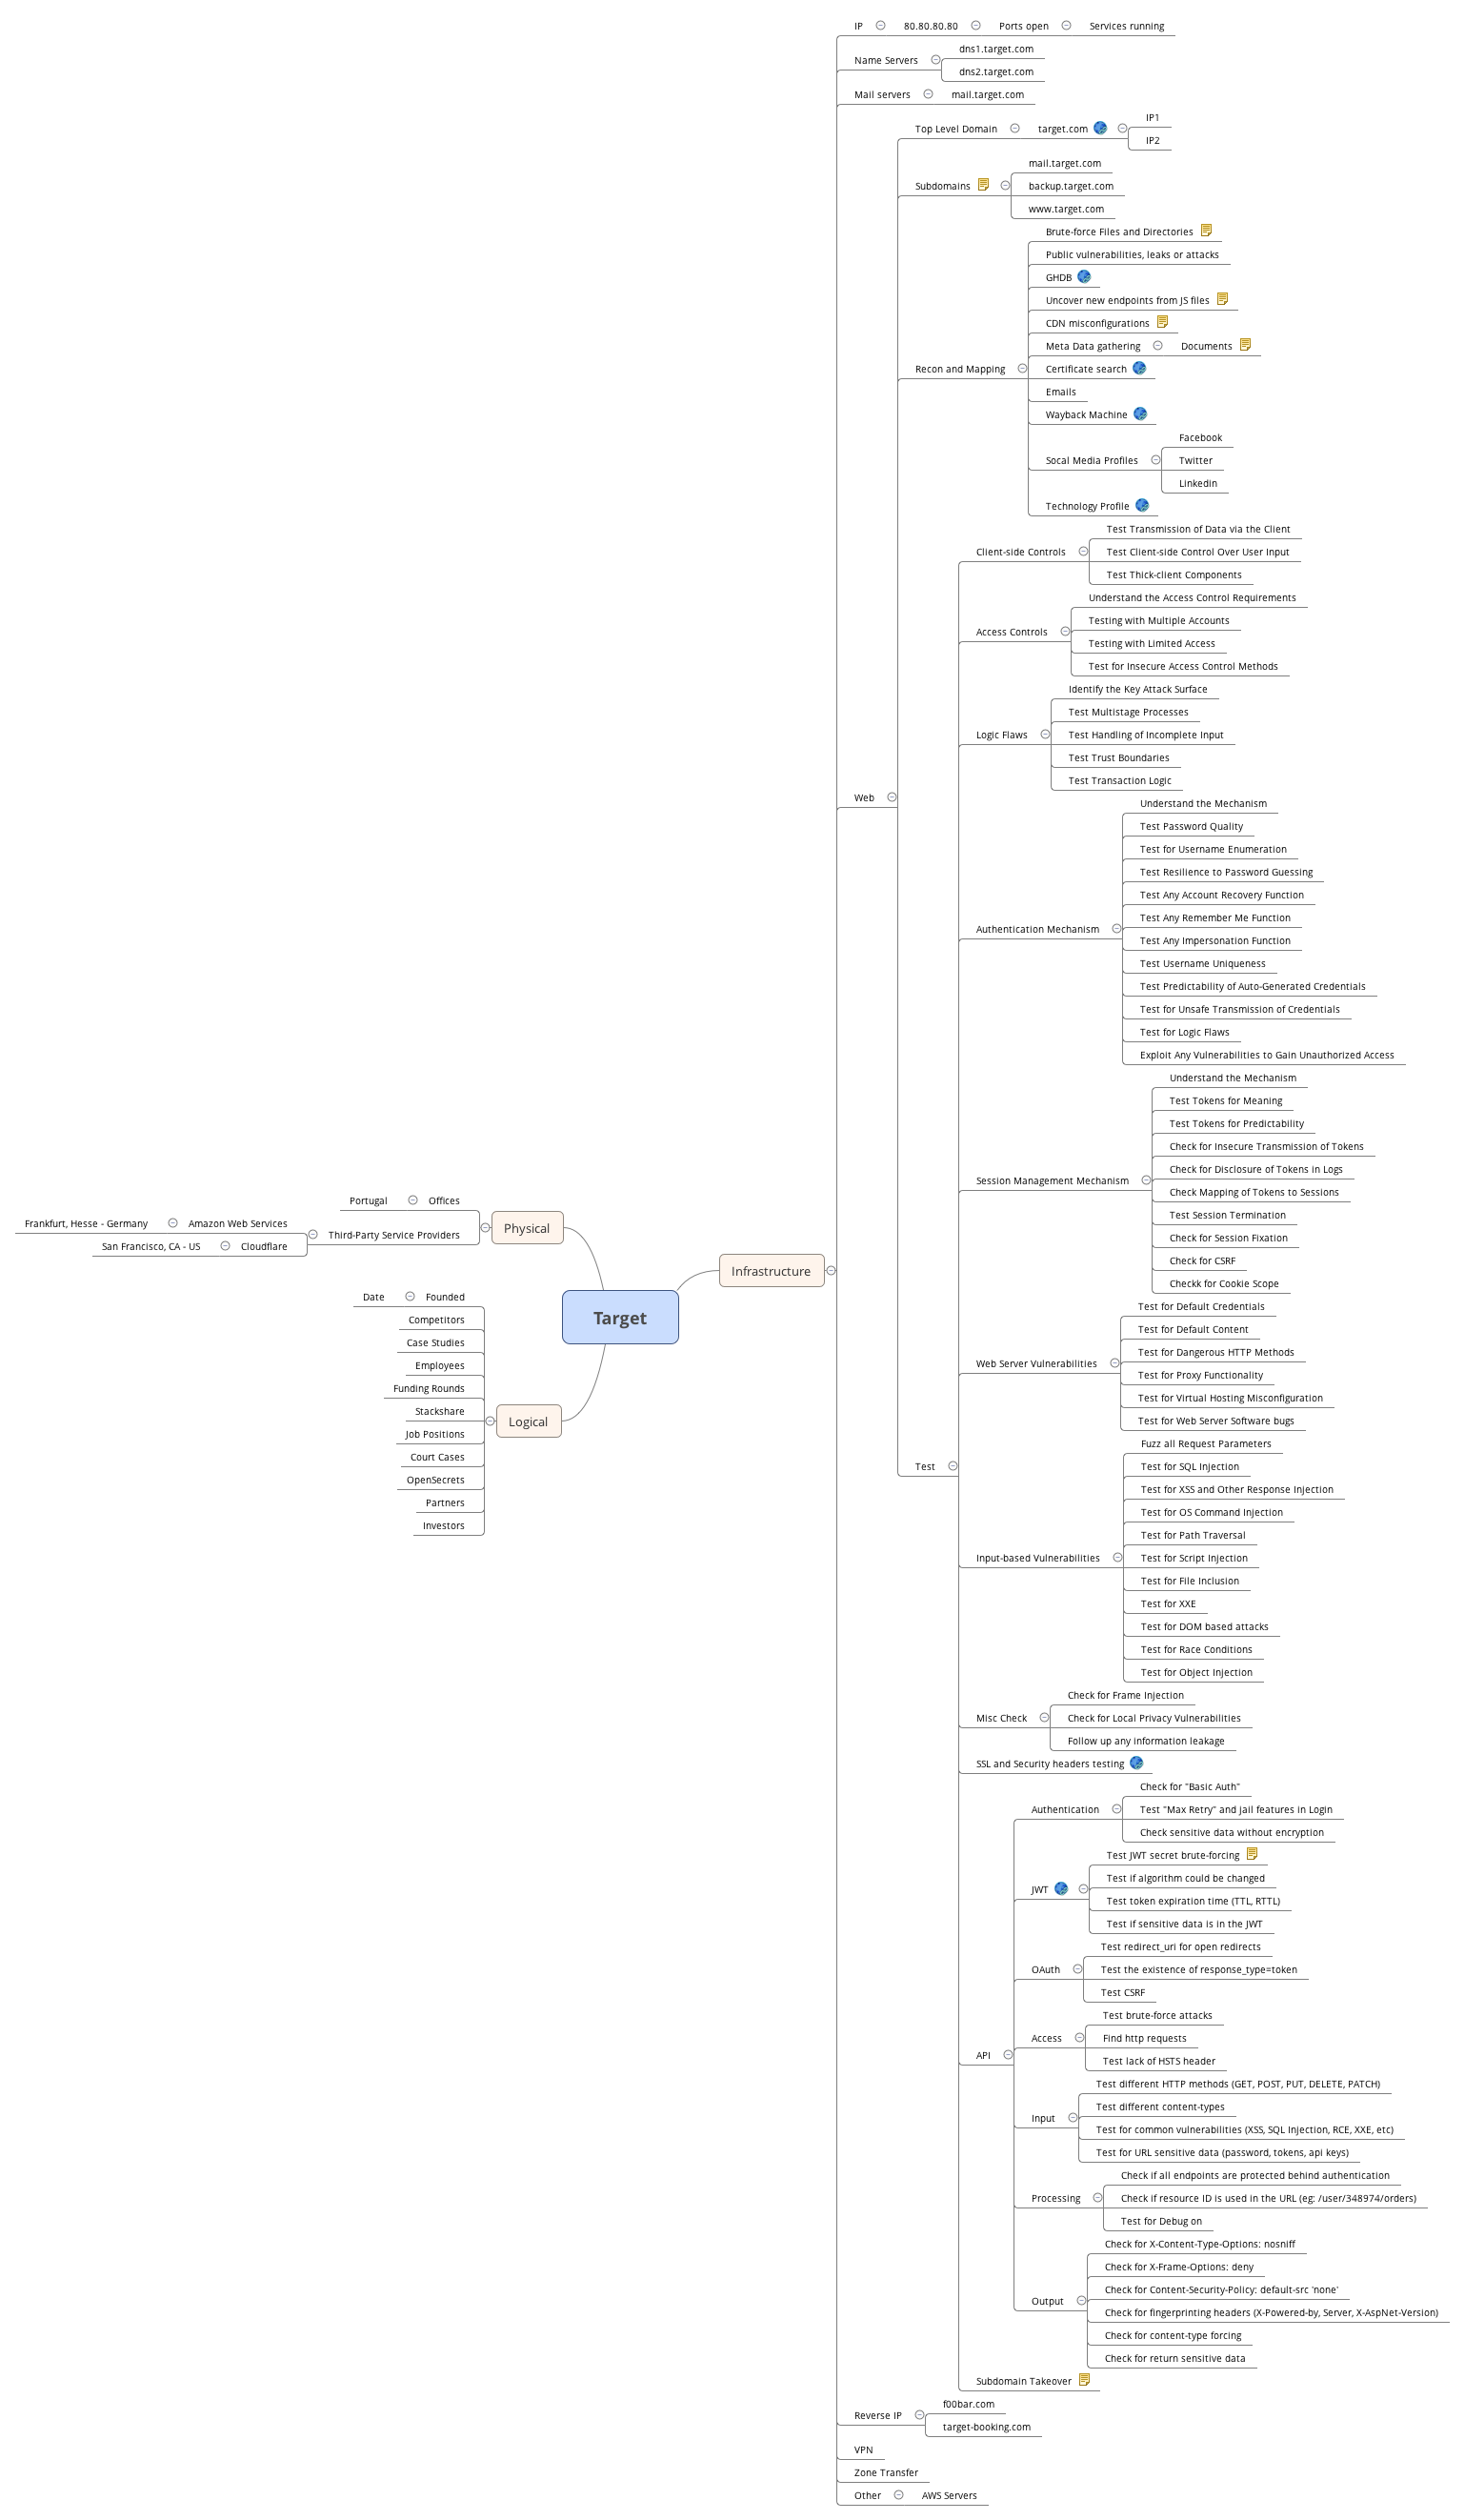 IP
80.80.80.80
Ports open
Services running
Name Servers
dns1.target.com
dns2.target.com
Mail servers
mail.target.com
Web
Top Level Domain
target.com
IP1
IP2
Subdomains
mail.target.com
backup.target.com
www.target.com
Recon and Mapping
Brute-force Files and Directories
Public vulnerabilities, leaks or attacks
GHDB
Uncover new endpoints from JS files
CDN misconfigurations
Meta Data gathering
Documents
Certificate search
Emails
Wayback Machine
Socal Media Profiles
Facebook
Twitter
Linkedin
Technology Profile
Test
Client-side Controls
Test Transmission of Data via the Client
Test Client-side Control Over User Input
Test Thick-client Components
Access Controls
Understand the Access Control Requirements
Testing with Multiple Accounts
Testing with Limited Access
Test for Insecure Access Control Methods
Logic Flaws
Identify the Key Attack Surface
Test Multistage Processes
Test Handling of Incomplete Input
Test Trust Boundaries
Test Transaction Logic
Authentication Mechanism
Understand the Mechanism
Test Password Quality
Test for Username Enumeration
Test Resilience to Password Guessing
Test Any Account Recovery Function
Test Any Remember Me Function
Test Any Impersonation Function
Test Username Uniqueness
Test Predictability of Auto-Generated Credentials
Test for Unsafe Transmission of Credentials
Test for Logic Flaws
Exploit Any Vulnerabilities to Gain Unauthorized Access
Session Management Mechanism
Understand the Mechanism
Test Tokens for Meaning
Test Tokens for Predictability
Check for Insecure Transmission of Tokens
Check for Disclosure of Tokens in Logs
Check Mapping of Tokens to Sessions
Test Session Termination
Check for Session Fixation
Check for CSRF
Checkk for Cookie Scope
Web Server Vulnerabilities
Test for Default Credentials
Test for Default Content
Test for Dangerous HTTP Methods
Test for Proxy Functionality
Test for Virtual Hosting Misconfiguration
Test for Web Server Software bugs
Input-based Vulnerabilities
Fuzz all Request Parameters
Test for SQL Injection
Test for XSS and Other Response Injection
Test for OS Command Injection
Test for Path Traversal
Test for Script Injection
Test for File Inclusion
Test for XXE
Test for DOM based attacks
Test for Race Conditions
Test for Object Injection
Misc Check
Check for Frame Injection
Check for Local Privacy Vulnerabilities
Follow up any information leakage
SSL and Security headers testing
API
Authentication
Check for "Basic Auth"
Test "Max Retry" and jail features in Login
Check sensitive data without encryption
JWT
Test JWT secret brute-forcing
Test if algorithm could be changed
Test token expiration time (TTL, RTTL)
Test if sensitive data is in the JWT
OAuth
Test redirect_uri for open redirects
Test the existence of response_type=token
Test CSRF
Access
Test brute-force attacks
Find http requests
Test lack of HSTS header
Input
Test different HTTP methods (GET, POST, PUT, DELETE, PATCH)
Test different content-types
Test for common vulnerabilities (XSS, SQL Injection, RCE, XXE, etc)
Test for URL sensitive data (password, tokens, api keys)
Processing
Check if all endpoints are protected behind authentication
Check if resource ID is used in the URL (eg: /user/348974/orders)
Test for Debug on
Output
Check for X-Content-Type-Options: nosniff
Check for X-Frame-Options: deny
Check for Content-Security-Policy: default-src 'none'
Check for fingerprinting headers (X-Powered-by, Server, X-AspNet-Version)
Check for content-type forcing
Check for return sensitive data
Subdomain Takeover
Reverse IP
f00bar.com
target-booking.com
VPN
Zone Transfer
Other
AWS Servers
Infrastructure
Target
Physical
Offices
Portugal
Third-Party Service Providers
Amazon Web Services
Frankfurt, Hesse - Germany
Cloudflare
San Francisco, CA - US
Logical
Founded
Date
Competitors
Case Studies
Employees
Funding Rounds
Stackshare
Job Positions
Court Cases
OpenSecrets
Partners
Investors